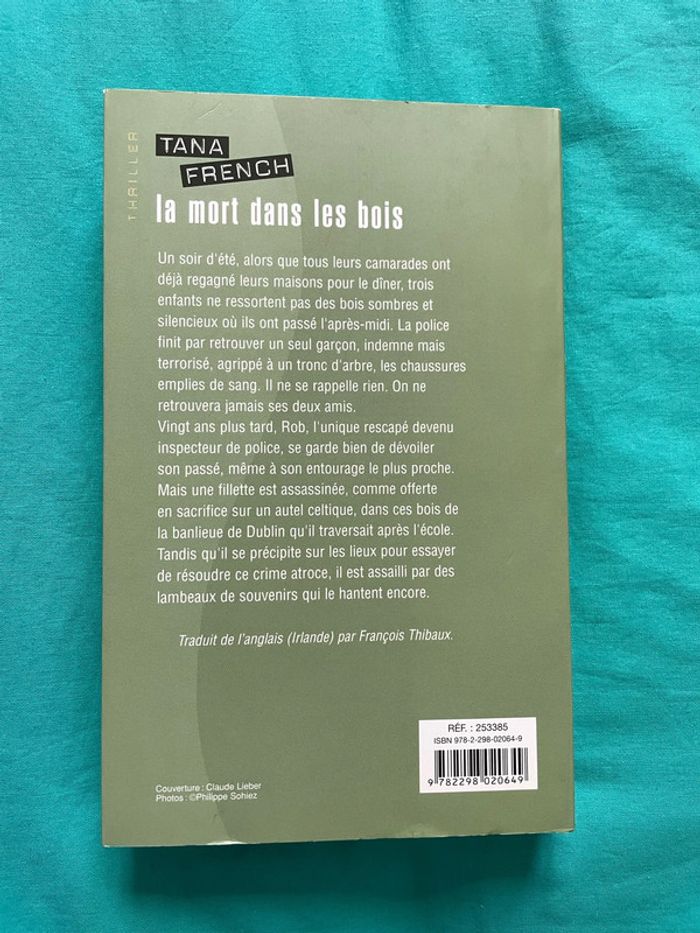 THRILLER
TANA
FRENCH
la mort dans les bois
Un soir d'été, alors que tous leurs camarades ont
déjà regagné leurs maisons pour le dîner, trois
enfants ne ressortent pas des bois sombres et
silencieux où ils ont passé l'après-midi. La police
finit par retrouver un seul garçon, indemne mais
terrorisé, agrippé à un tronc d'arbre, les chaussures
emplies de sang. Il ne se rappelle rien. On ne
retrouvera jamais ses deux amis.
Vingt ans plus tard, Rob, l'unique rescapé devenu
inspecteur de police, se garde bien de dévoiler
son passé, même à son entourage le plus proche.
Mais une fillette est assassinée, comme offerte
en sacrifice sur un autel celtique, dans ces bois de
la banlieue de Dublin qu'il traversait après l'école.
Tandis qu'il se précipite sur les lieux pour essayer
de résoudre ce crime atroce, il est assailli par des
lambeaux de souvenirs qui le hantent encore.
Traduit de l'anglais (Irlande) par François Thibaux.
RÉF. : 253385
ISBN 978-2-298-02064-9
9 782298 020649
Couverture : Claude Lieber
Photos : ©Philippe Sohiez